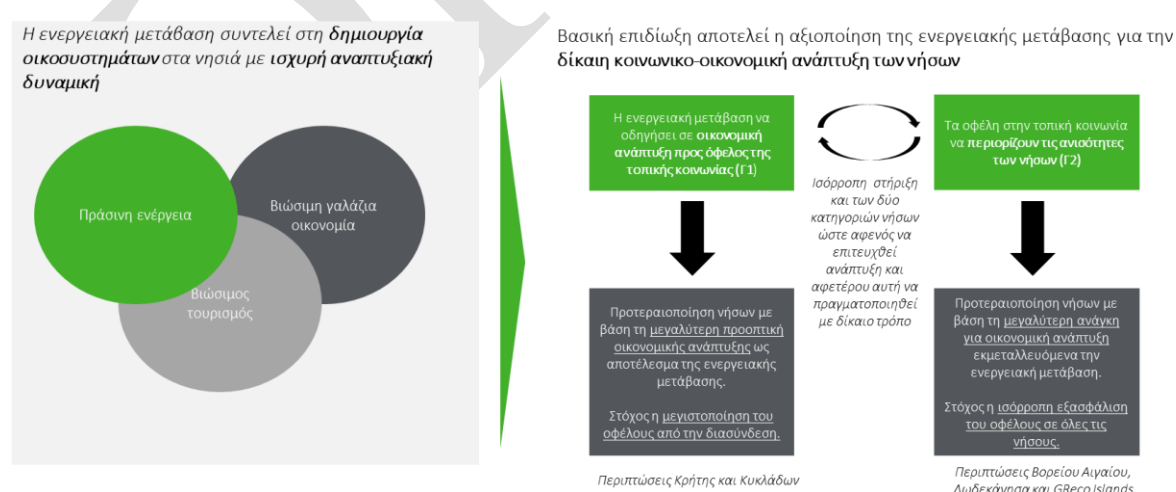 Η ενεργειακή μετάβαση συντελεί στη δημιουργία
οικοσυστημάτων στα νησιά με ισχυρή αναπτυξιακή
δυναμική
Πράσινη ενέργεια
Βιώσιμη γαλάζια
οικονομία
Βιώσιμος
τουρισμός
Βασική επιδίωξη αποτελεί η αξιοποίηση της ενεργειακής μετάβασης για την
δίκαιη κοινωνικο-οικονομική ανάπτυξη των νήσων
Η ενεργειακή μετάβαση να
οδηγήσει σε οικονομική
ανάπτυξη προς όφελος της
τοπικής κοινωνίας (Γ1)
Ισόρροπη στήριξη
και των δύο
κατηγοριών νήσων
ώστε αφενός να
επιτευχθεί
ανάπτυξη και
αφετέρου αυτή να
πραγματοποιηθεί
με δίκαιο τρόπο
Τα οφέλη στην τοπική κοινωνία
να περιορίζουν τις ανισότητες
των νήσων (Γ2)
Προτεραιοποίηση νήσων με
βάση τη μεγαλύτερη προοπτική
οικονομικής ανάπτυξης ως
αποτέλεσμα της ενεργειακής
μετάβασης.
Στόχος η μεγιστοποίηση του
οφέλους από την διασύνδεση.
Περιπτώσεις Κρήτης και Κυκλάδων
Προτεραιοποίηση νήσων με
βάση τη μεγαλύτερη ανάγκη
για οικονομική ανάπτυξη
εκμεταλλευόμενα την
ενεργειακή μετάβαση.
Στόχος η ισόρροπη εξασφάλιση
του οφέλους σε όλες τις
νήσους.
Περιπτώσεις Βορείου Αιγαίου,
Δωδεκάνησα και GReco Islands